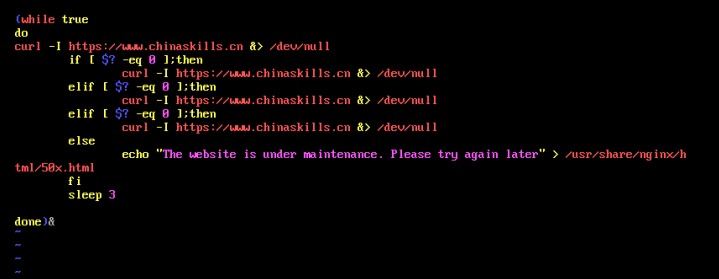 (while true
do
curl -I https://www.chinaskills.cn &> /dev/null
        if [ $? -eq 0 ];then
                curl -I https://www.chinaskills.cn &> /dev/null
        elif [ $? -eq 0 ];then
                curl -I https://www.chinaskills.cn &> /dev/null
        elif [ $? -eq 0 ];then
                curl -I https://www.chinaskills.cn &> /dev/null
        else
                echo "The website is under maintenance. Please try again later" > /usr/share/nginx/h
tml/50x.html
        fi
        sleep 3

done)&
~
~
~
~